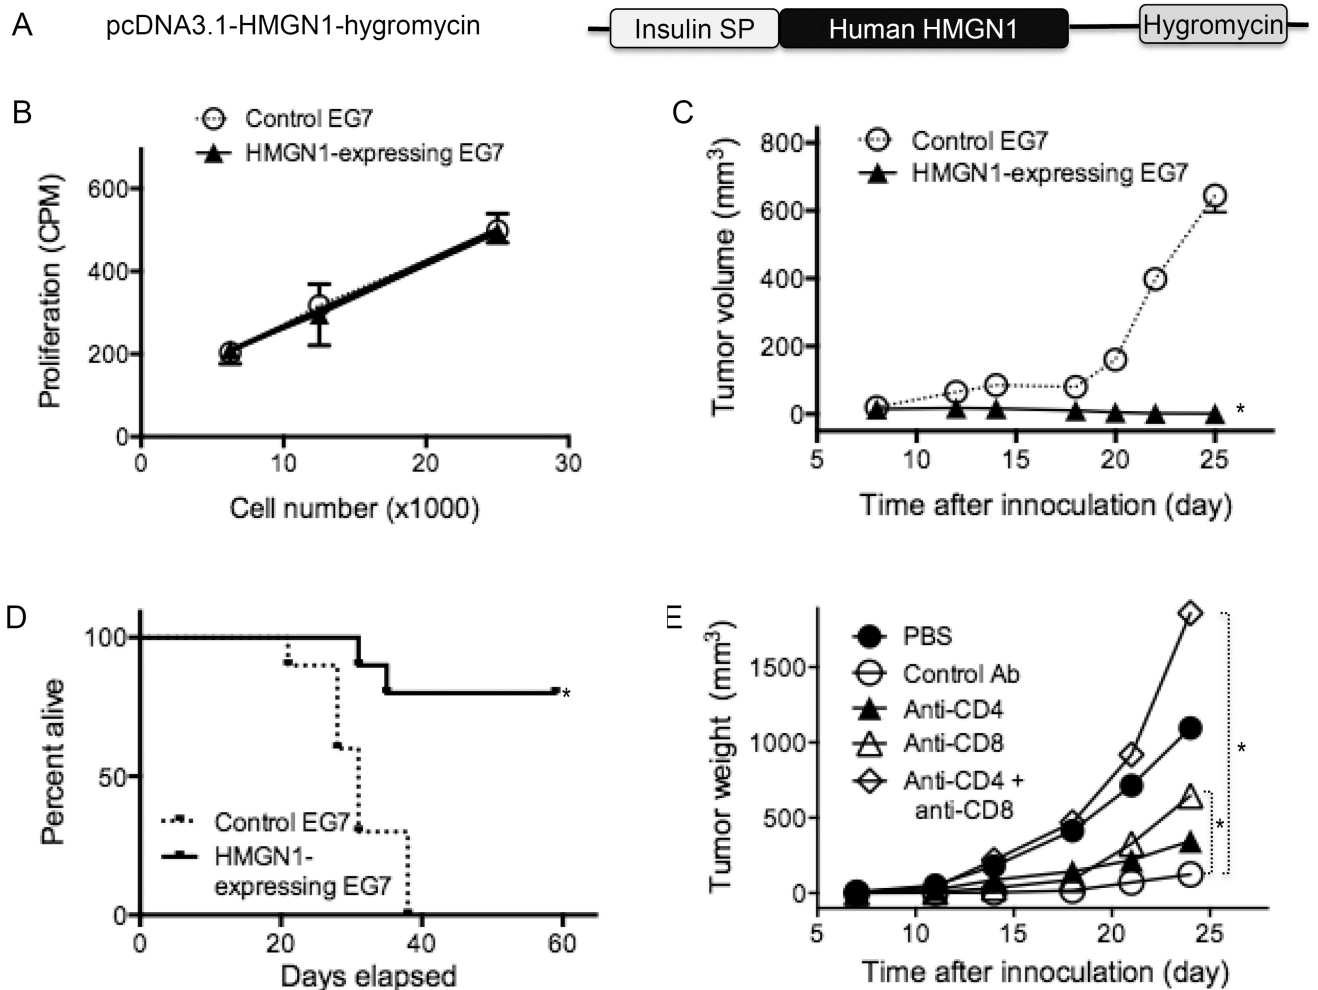 A
pcDNA3.1-HMGN1-hygromycin
Insulin SP
Human HMGN1
Hygromycin
B
Control EG7
HMGN1-expressing EG7
Proliferation (CPM)
600
400
200
0
0
10
20
30
Cell number (x1000)
C
Control EG7
HMGN1-expressing EG7
Tumor volume (mm³)
800
600
400
200
0
*
5
10
15
20
25
Time after innoculation (day)
D
Percent alive
100
50
0
*
Control EG7
HMGN1-
expressing EG7
0
20
40
60
Days elapsed
E
PBS
Control Ab
Anti-CD4
Anti-CD8
Anti-CD4 +
anti-CD8
Tumor weight (mm³)
1500
1000
500
0
*
*
5
10
15
20
25
Time after innoculation (day)